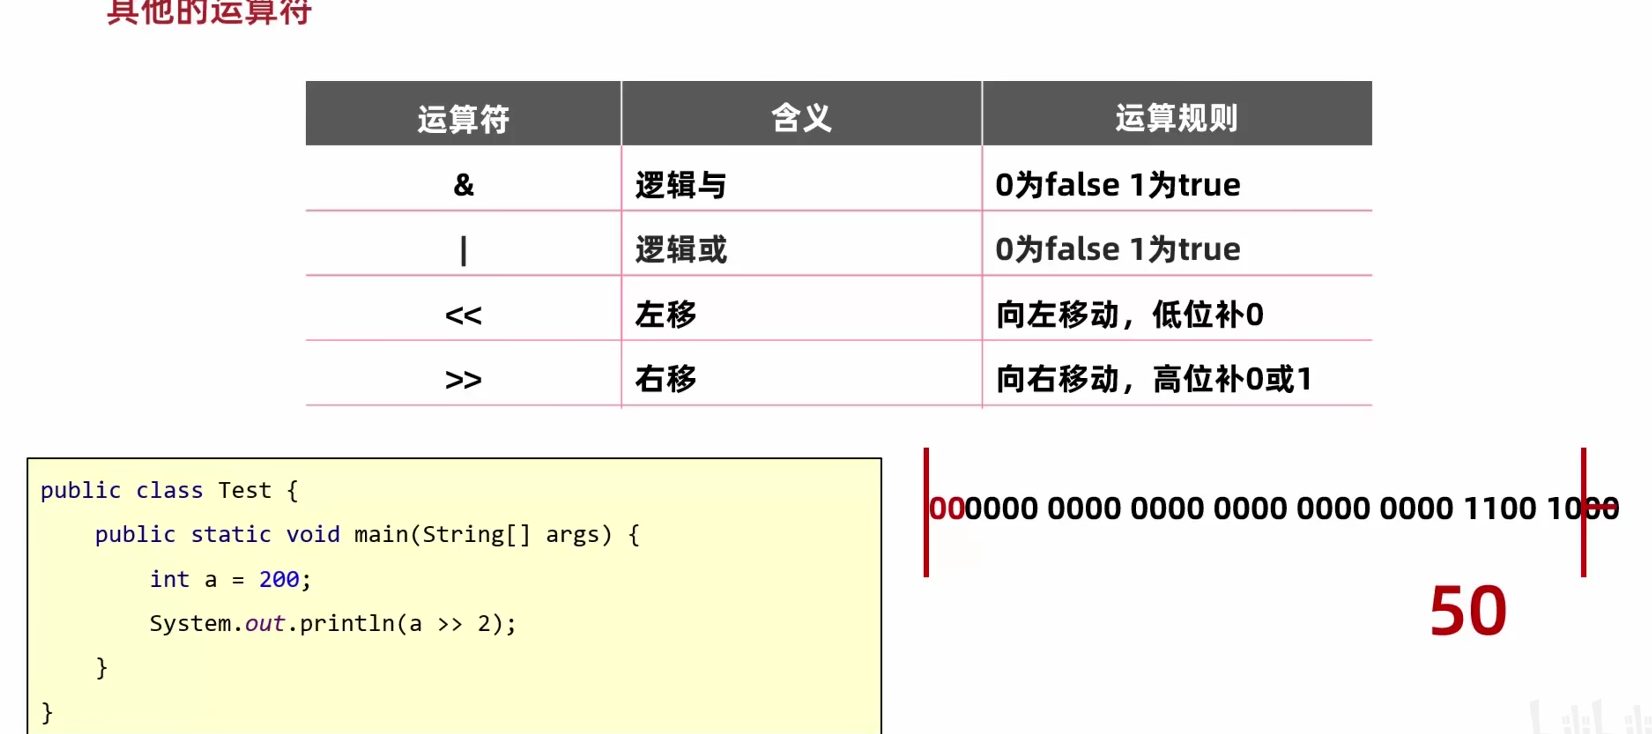 其他的运算符
运算符 含义 运算规则
& 逻辑与 0为false 1为true
| 逻辑或 0为false 1为true
<< 左移 向左移动，低位补0
>> 右移 向右移动，高位补0或1
public class Test {
public static void main(String[] args) {
int a = 200;
System.out.println(a >> 2);
}
}
000000 0000 0000 0000 0000 0000 1100 1000
50